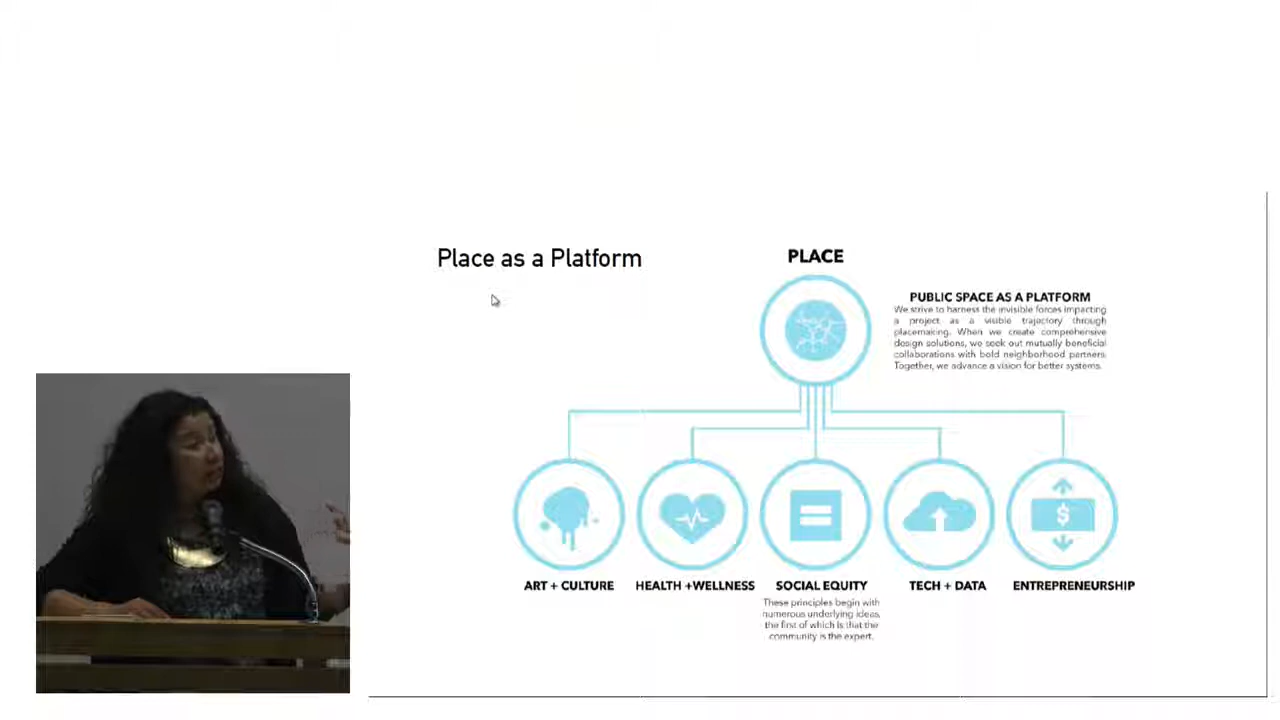 Place as a Platform
PLACE
PUBLIC SPACE AS A PLATFORM
We strive to harness the invisible forces impacting
a project as a visible trajectory through
placemaking. When we create comprehensive
design solutions, we seek out mutually beneficial
collaborations with bold neighborhood partners.
Together, we advance a vision for better systems.
$
ART + CULTURE
HEALTH +WELLNESS
SOCIAL EQUITY
TECH + DATA
ENTREPRENEURSHIP
These principles begin with
numerous underlying ideas,
the first of which is that the
community is the expert.